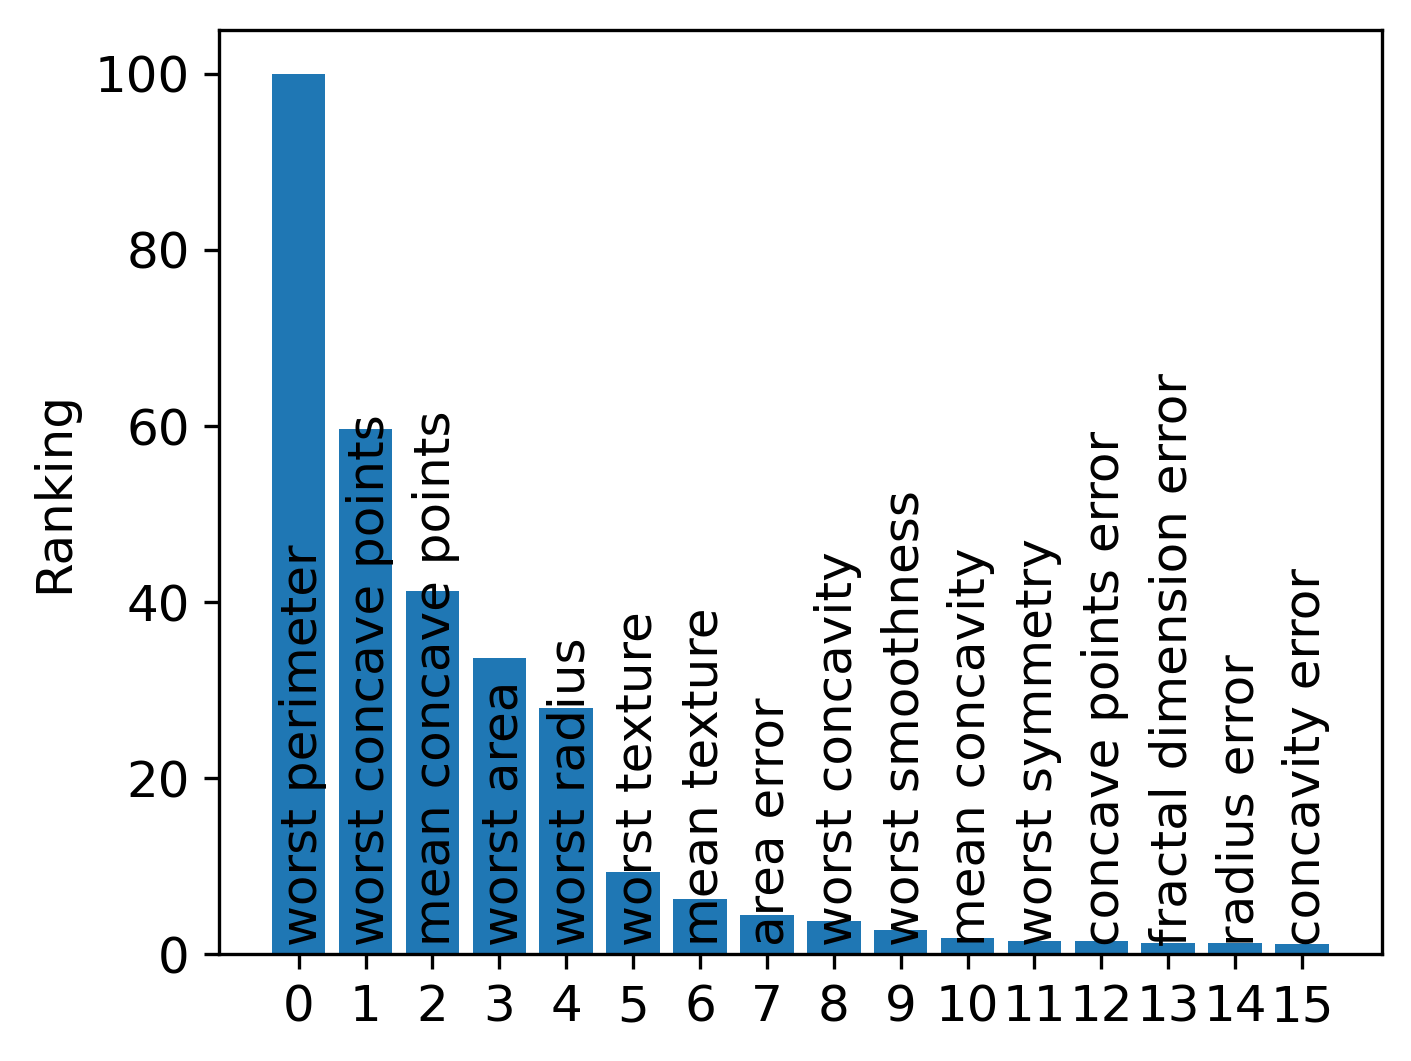 100
80
60
40
20
0
Ranking
worst perimeter
worst concave points
mean concave points
worst area
worst radius
worst texture
mean texture
area error
worst concavity
worst smoothness
mean concavity
worst symmetry
concave points error
fractal dimension error
radius error
concavity error
0 1 2 3 4 5 6 7 8 9 10 11 12 13 14 15